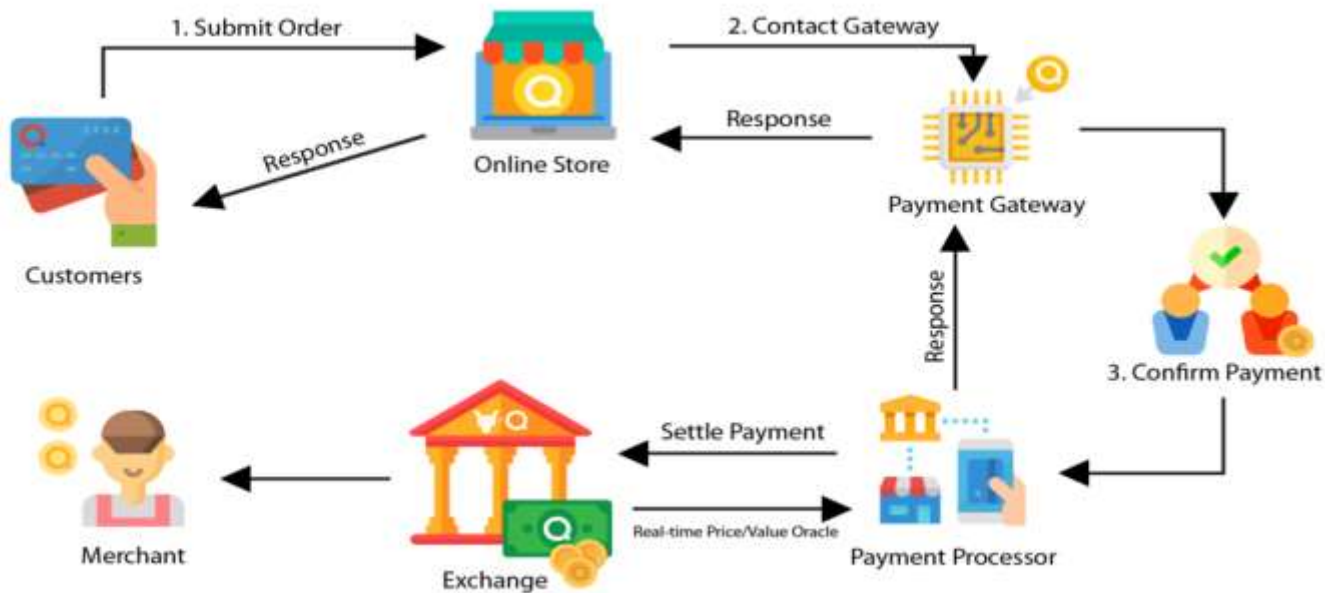 1. Submit Order
2. Contact Gateway
Response
Response
Online Store
Payment Gateway
Customers
Response
3. Confirm Payment
Settle Payment
Real-time Price/Value Oracle
Merchant
Exchange
Payment Processor